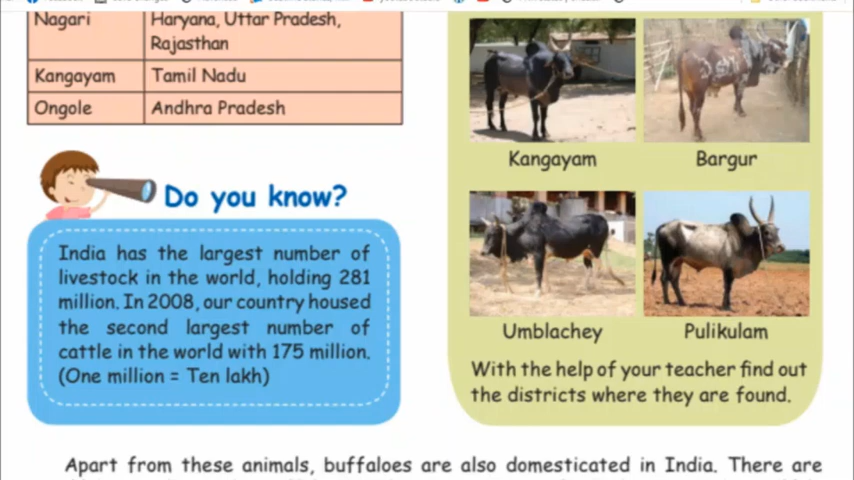 Nagari
Haryana, Uttar Pradesh,
Rajasthan
Kangayam
Tamil Nadu
Ongole
Andhra Pradesh
Do you know?
India has the largest number of
livestock in the world, holding 281
million. In 2008, our country housed
the second largest number of
cattle in the world with 175 million.
(One million = Ten lakh)
Kangayam
Bargur
Umblachey
Pulikulam
With the help of your teacher find out
the districts where they are found.
Apart from these animals, buffaloes are also domesticated in India. There are